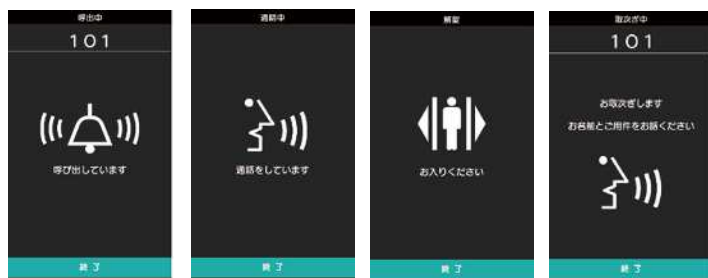 呼出中
101
呼び出しています
終了
通話中
通話をしています
終了
解錠
お入りください
終了
取次ぎ中
101
お取次ぎします
お名前とご用件をお話ください
終了